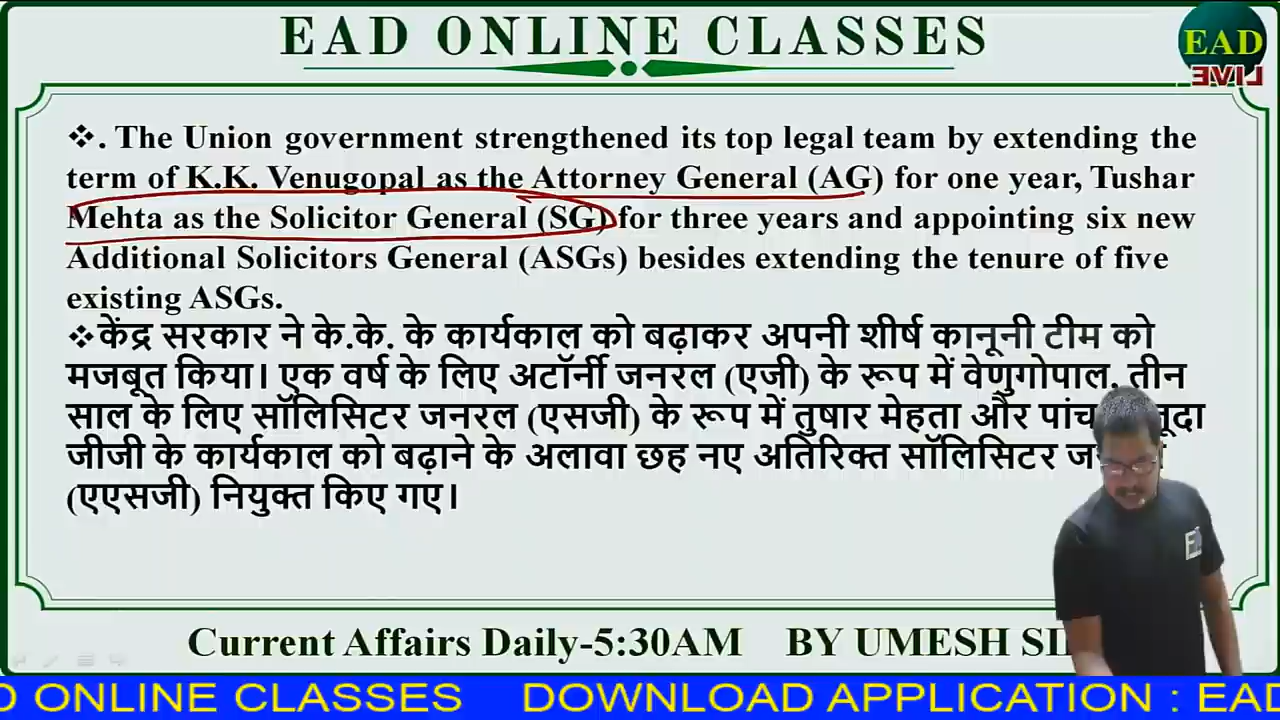 EAD ONLINE CLASSES
EAD
LIVE
❖. The Union government strengthened its top legal team by extending the
term of K.K. Venugopal as the Attorney General (AG) for one year, Tushar
Mehta as the Solicitor General (SG) for three years and appointing six new
Additional Solicitors General (ASGs) besides extending the tenure of five
existing ASGs.
❖केंद्र सरकार ने के.के. के कार्यकाल को बढ़ाकर अपनी शीर्ष कानूनी टीम को
मजबूत किया। एक वर्ष के लिए अटॉर्नी जनरल (एजी) के रूप में वेणुगोपाल, तीन
साल के लिए सॉलिसिटर जनरल (एसजी) के रूप में तुषार मेहता और
जीजी के कार्यकाल को बढ़ाने के अलावा छह नए अतिरिक्त सॉलिसिटर
(एएसजी) नियुक्त किए गए।
Current Affairs Daily-5:30AM BY UMESH
ONLINE CLASSES DOWNLOAD APPLICATION : EAD